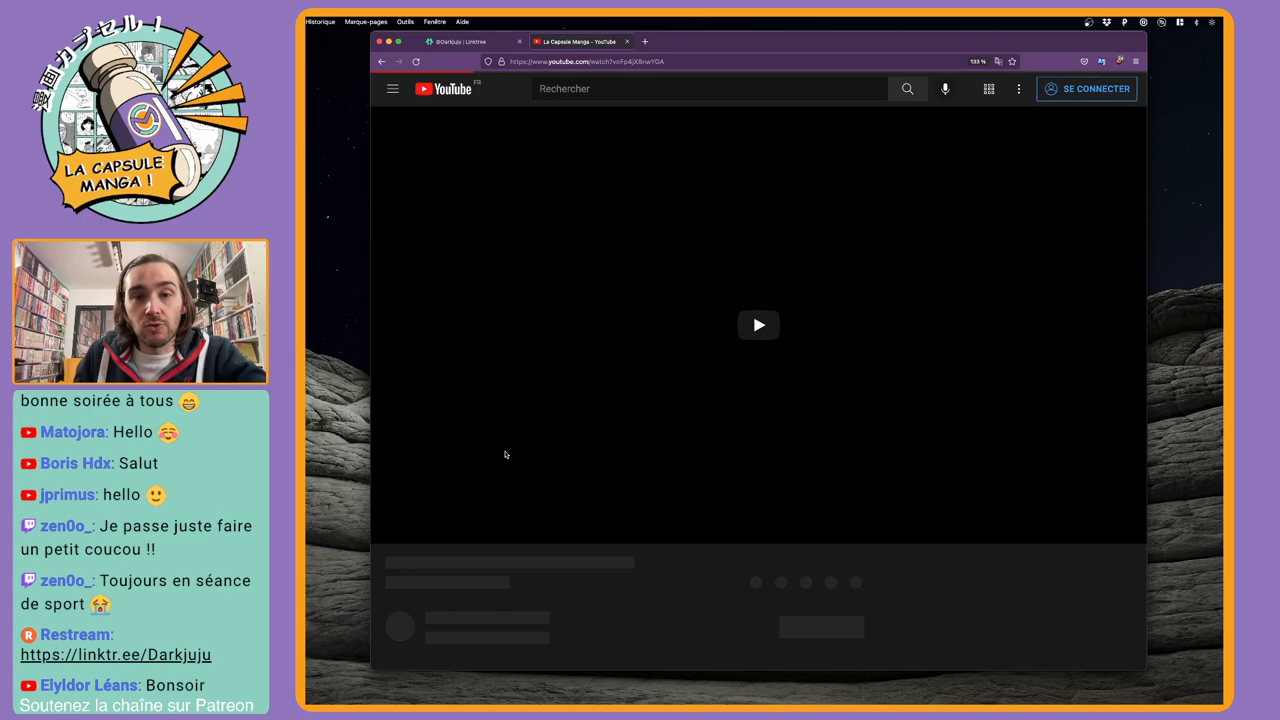 漫画カプセル!
LA CAPSULE
MANGA !
Historique Marque-pages Outils Fenêtre Aide
@Darkjuju | Linktree
La Capsule Manga - YouTube
https://www.youtube.com/watch?v=Fp4jX8nwYGA
133 %
YouTube FR
Rechercher
SE CONNECTER
bonne soirée à tous 😁
Matojora: Hello ☺️
Boris Hdx: Salut
jprimus: hello 🙂
zen0o_: Je passe juste faire
un petit coucou !!
zen0o_: Toujours en séance
de sport 😭
Restream:
https://linktr.ee/Darkjuju
Elyldor Léans: Bonsoir
Soutenez la chaîne sur Patreon